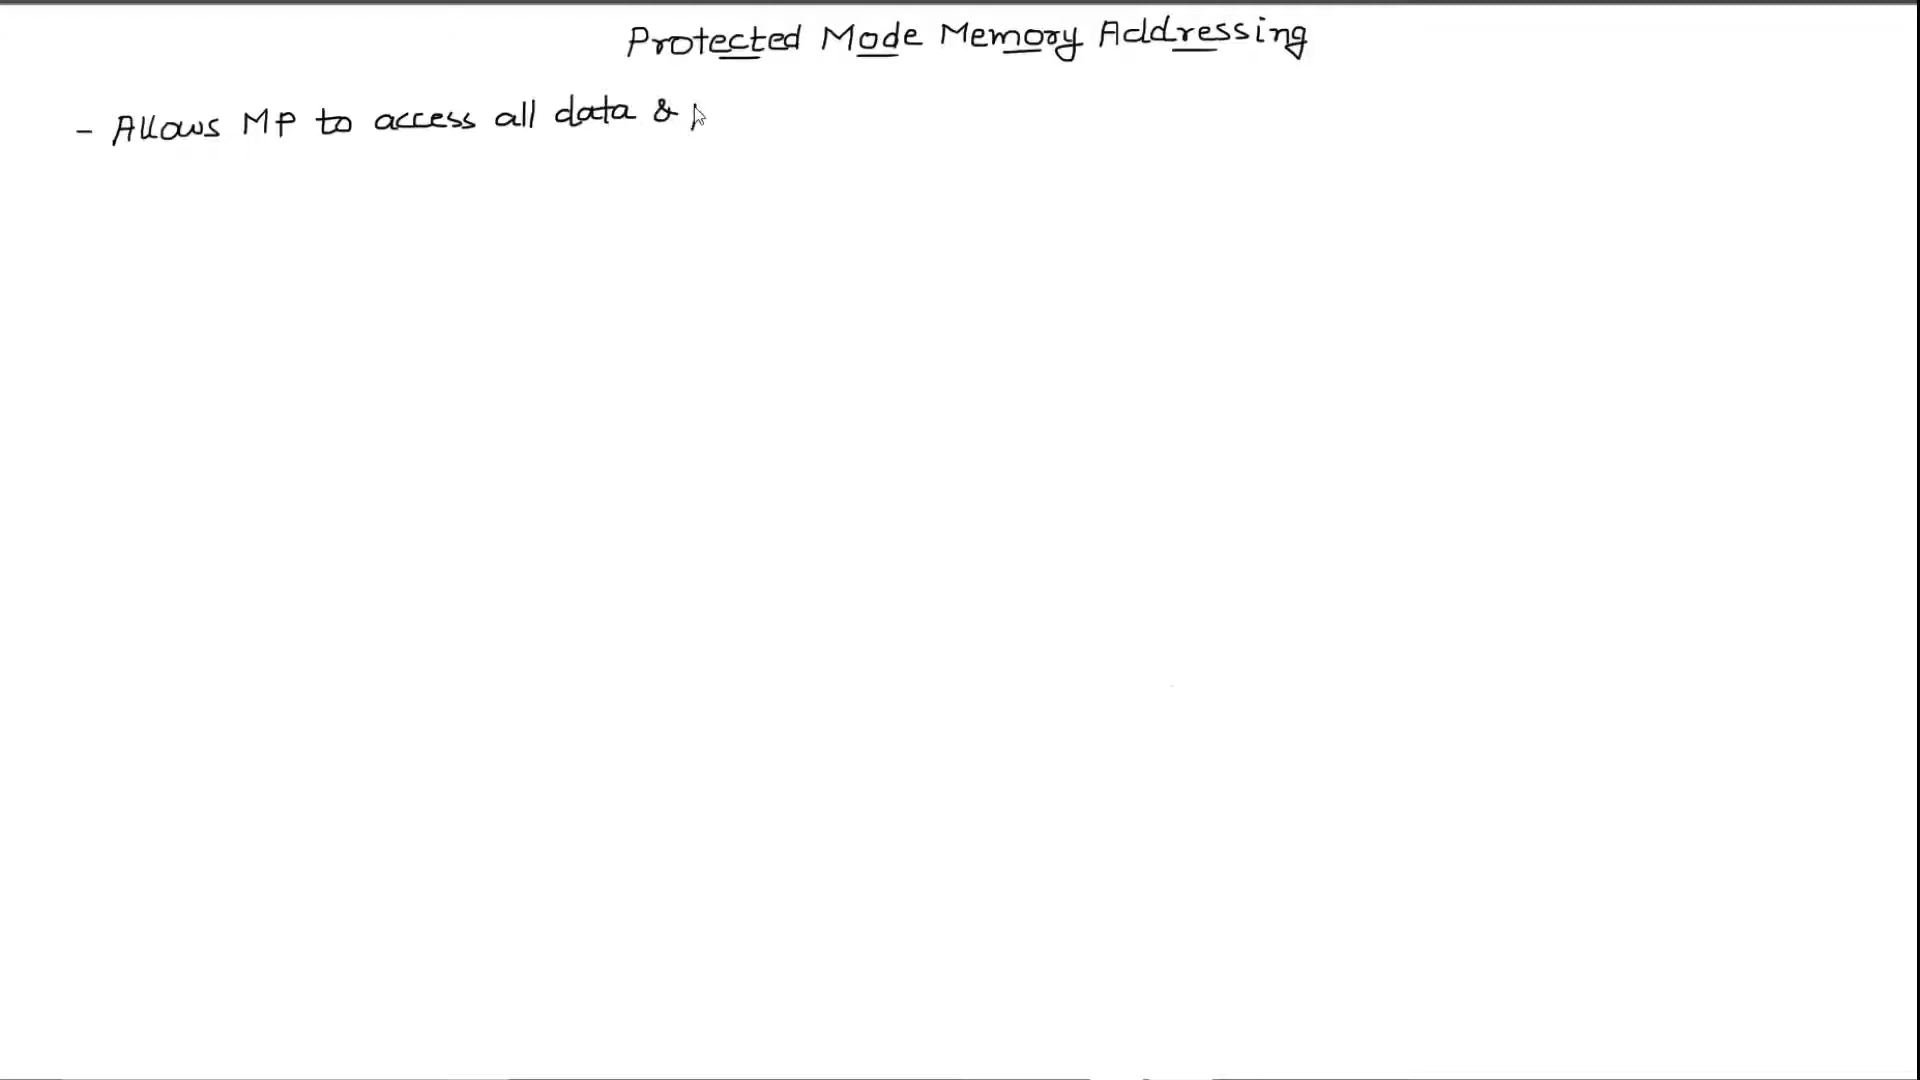 Protected Mode Memory Addressing
- Allows MP to access all data &